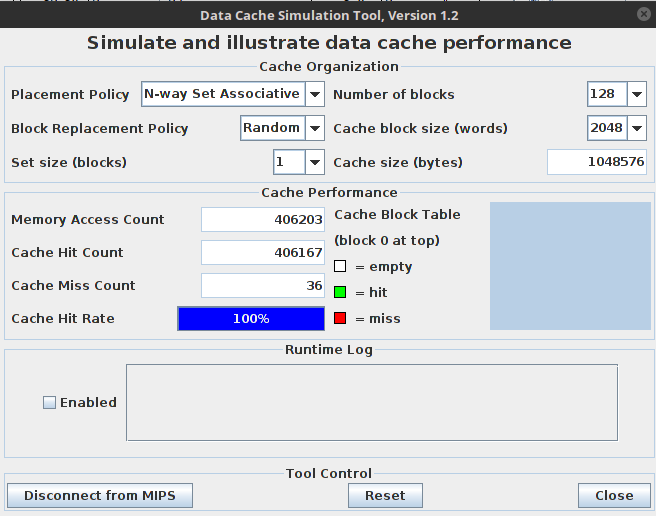 Data Cache Simulation Tool, Version 1.2
Simulate and illustrate data cache performance
Cache Organization
Placement Policy N-way Set Associative Number of blocks 128
Block Replacement Policy Random Cache block size (words) 2048
Set size (blocks) 1 Cache size (bytes) 1048576
Cache Performance
Memory Access Count 406203 Cache Block Table
(block 0 at top)
Cache Hit Count 406167
= empty
Cache Miss Count 36
= hit
Cache Hit Rate 100% = miss
Runtime Log
Enabled
Tool Control
Disconnect from MIPS Reset Close